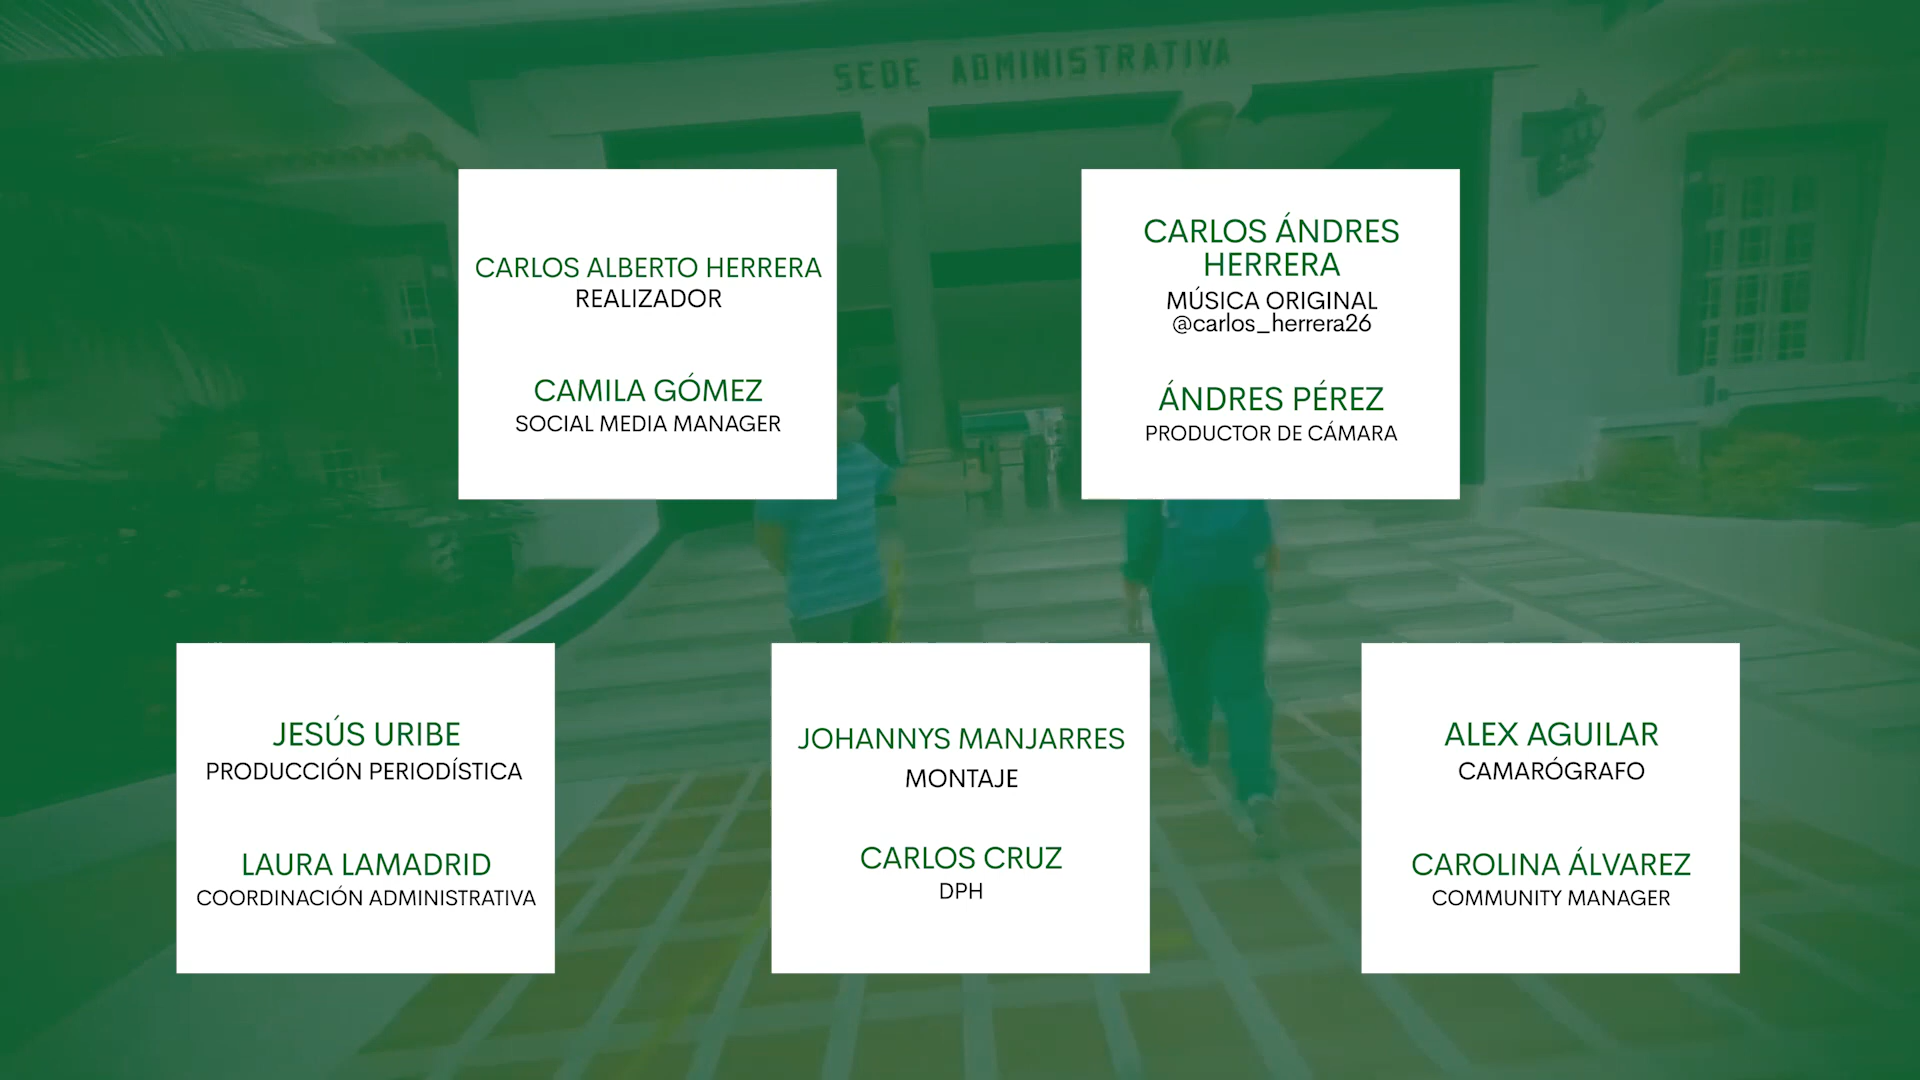 SEDE ADMINISTRATIVA
CARLOS ALBERTO HERRERA
REALIZADOR
CAMILA GÓMEZ
SOCIAL MEDIA MANAGER
CARLOS ÁNDRES
HERRERA
MÚSICA ORIGINAL
@carlos_herrera26
ÁNDRES PÉREZ
PRODUCTOR DE CÁMARA
JESÚS URIBE
PRODUCCIÓN PERIODÍSTICA
LAURA LAMADRID
COORDINACIÓN ADMINISTRATIVA
JOHANNYS MANJARRES
MONTAJE
CARLOS CRUZ
DPH
ALEX AGUILAR
CAMARÓGRAFO
CAROLINA ÁLVAREZ
COMMUNITY MANAGER